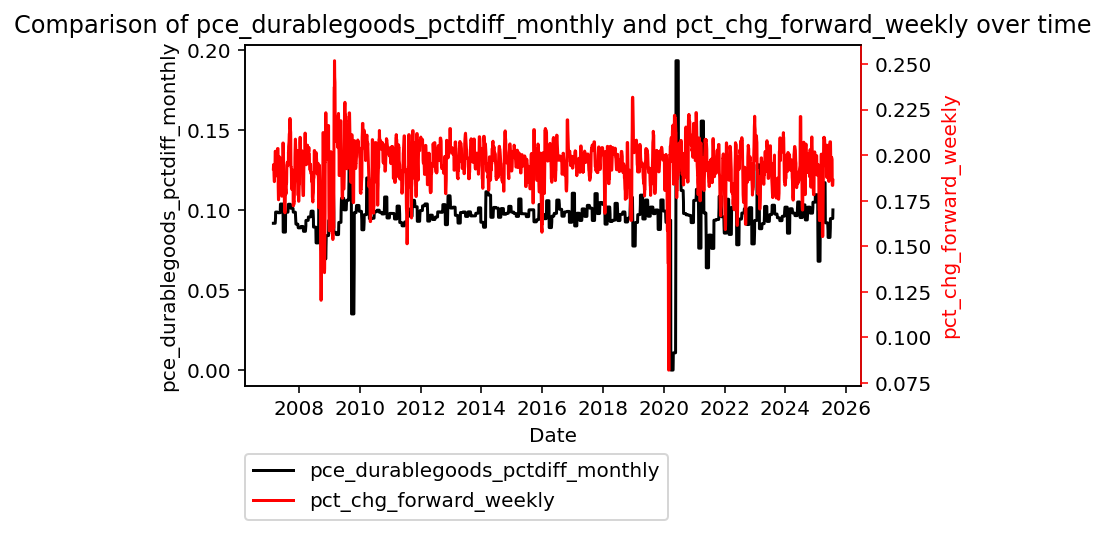 Comparison of pce_durablegoods_pctdiff_monthly and pct_chg_forward_weekly over time
pce_durablegoods_pctdiff_monthly
0.20
0.15
0.10
0.05
0.00
0.250
0.225
0.200
0.175
0.150
0.125
0.100
0.075
pct_chg_forward_weekly
2008 2010 2012 2014 2016 2018 2020 2022 2024 2026
Date
pce_durablegoods_pctdiff_monthly
pct_chg_forward_weekly